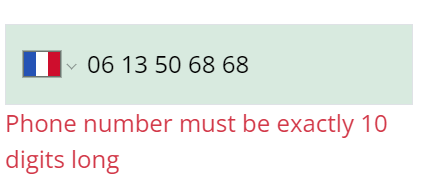 06 13 50 68 68
Phone number must be exactly 10
digits long